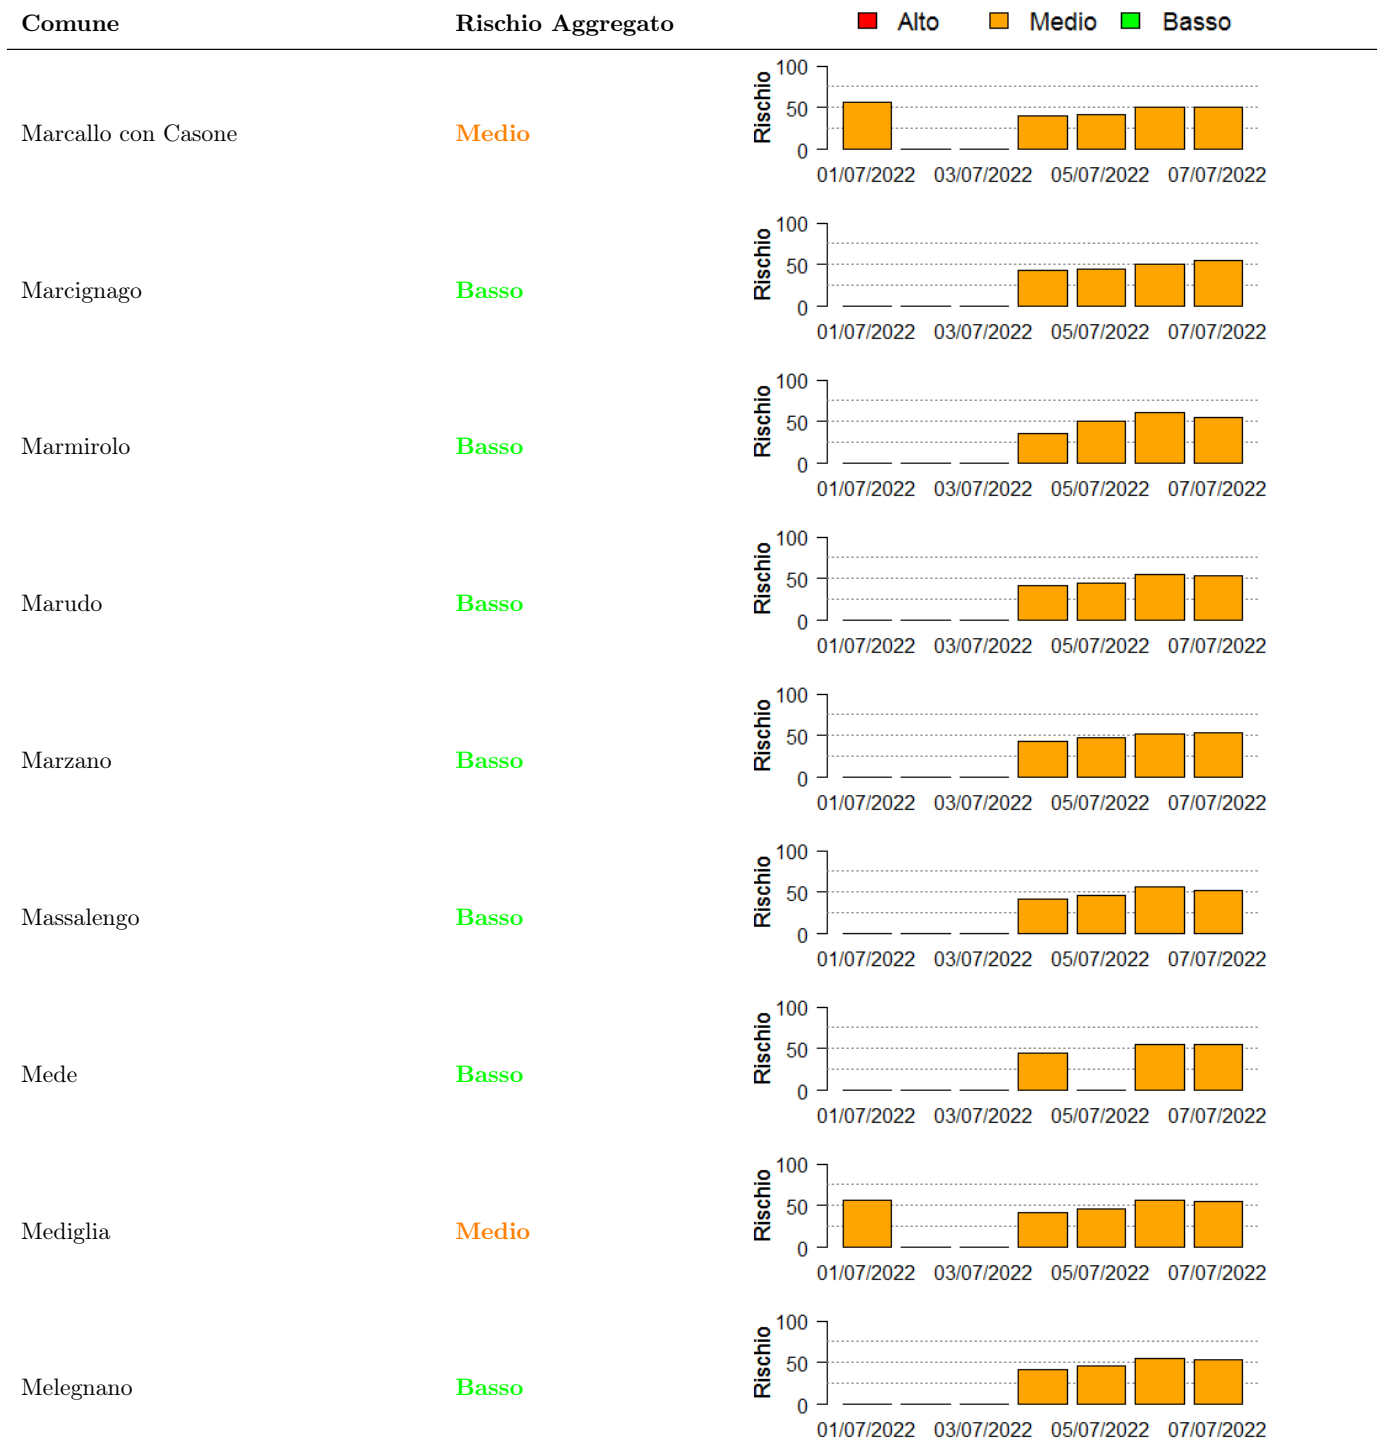 Comune Rischio Aggregato Alto Medio Basso
Marcallo con Casone Medio
Rischio
100
50
0
01/07/2022 03/07/2022 05/07/2022 07/07/2022
Marcignago Basso
Rischio
100
50
0
01/07/2022 03/07/2022 05/07/2022 07/07/2022
Marmirolo Basso
Rischio
100
50
0
01/07/2022 03/07/2022 05/07/2022 07/07/2022
Marudo Basso
Rischio
100
50
0
01/07/2022 03/07/2022 05/07/2022 07/07/2022
Marzano Basso
Rischio
100
50
0
01/07/2022 03/07/2022 05/07/2022 07/07/2022
Massalengo Basso
Rischio
100
50
0
01/07/2022 03/07/2022 05/07/2022 07/07/2022
Mede Basso
Rischio
100
50
0
01/07/2022 03/07/2022 05/07/2022 07/07/2022
Mediglia Medio
Rischio
100
50
0
01/07/2022 03/07/2022 05/07/2022 07/07/2022
Melegnano Basso
Rischio
100
50
0
01/07/2022 03/07/2022 05/07/2022 07/07/2022